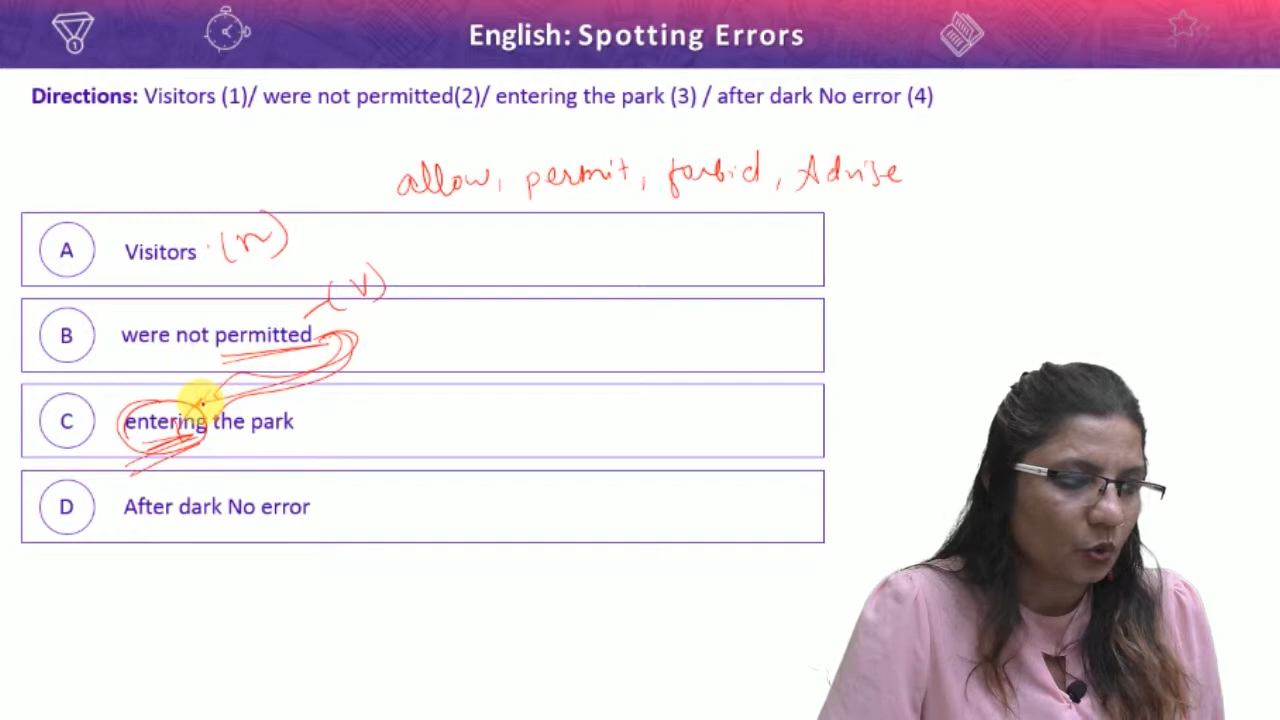 English: Spotting Errors
Directions: Visitors (1)/ were not permitted(2)/ entering the park (3) / after dark No error (4)
allow, permit, forbid, Advise
A Visitors (n)
(v)
B were not permitted
C entering the park
D After dark No error